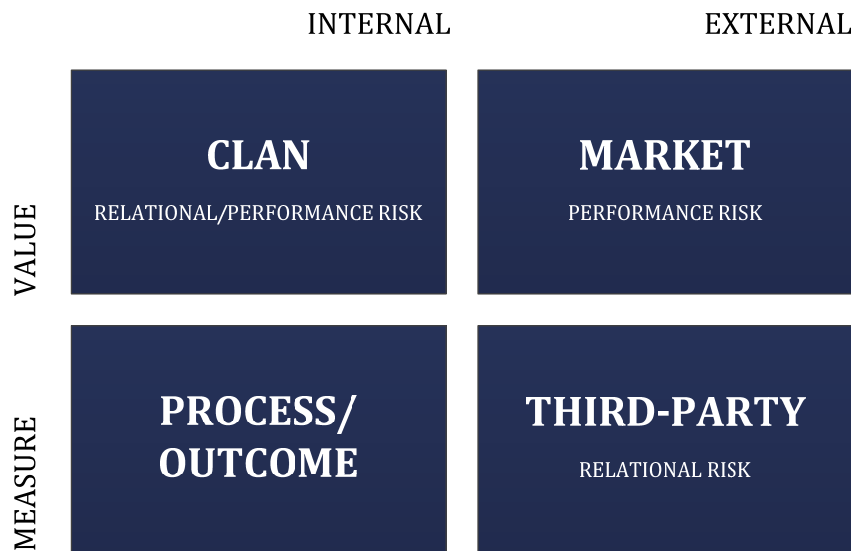 INTERNAL
EXTERNAL
VALUE
CLAN
RELATIONAL/PERFORMANCE RISK
MARKET
PERFORMANCE RISK
MEASURE
PROCESS/
OUTCOME
THIRD-PARTY
RELATIONAL RISK